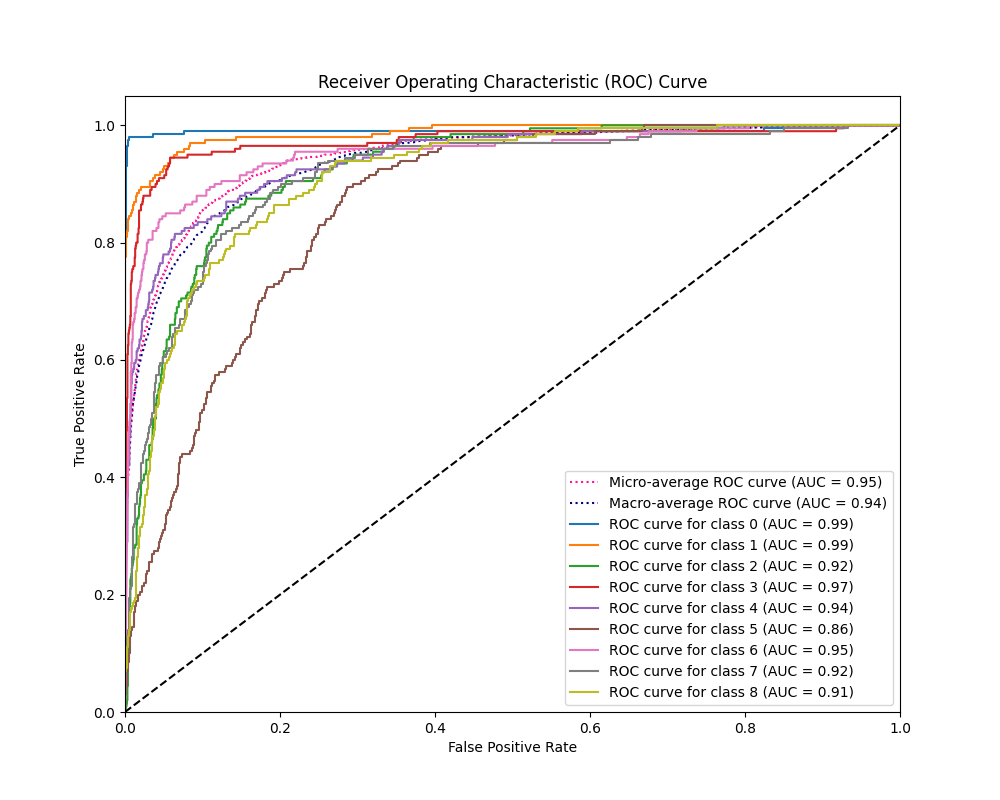 Receiver Operating Characteristic (ROC) Curve
1.0
0.8
0.6
0.4
0.2
0.0
True Positive Rate
Micro-average ROC curve (AUC = 0.95)
Macro-average ROC curve (AUC = 0.94)
ROC curve for class 0 (AUC = 0.99)
ROC curve for class 1 (AUC = 0.99)
ROC curve for class 2 (AUC = 0.92)
ROC curve for class 3 (AUC = 0.97)
ROC curve for class 4 (AUC = 0.94)
ROC curve for class 5 (AUC = 0.86)
ROC curve for class 6 (AUC = 0.95)
ROC curve for class 7 (AUC = 0.92)
ROC curve for class 8 (AUC = 0.91)
0.0 0.2 0.4 0.6 0.8 1.0
False Positive Rate